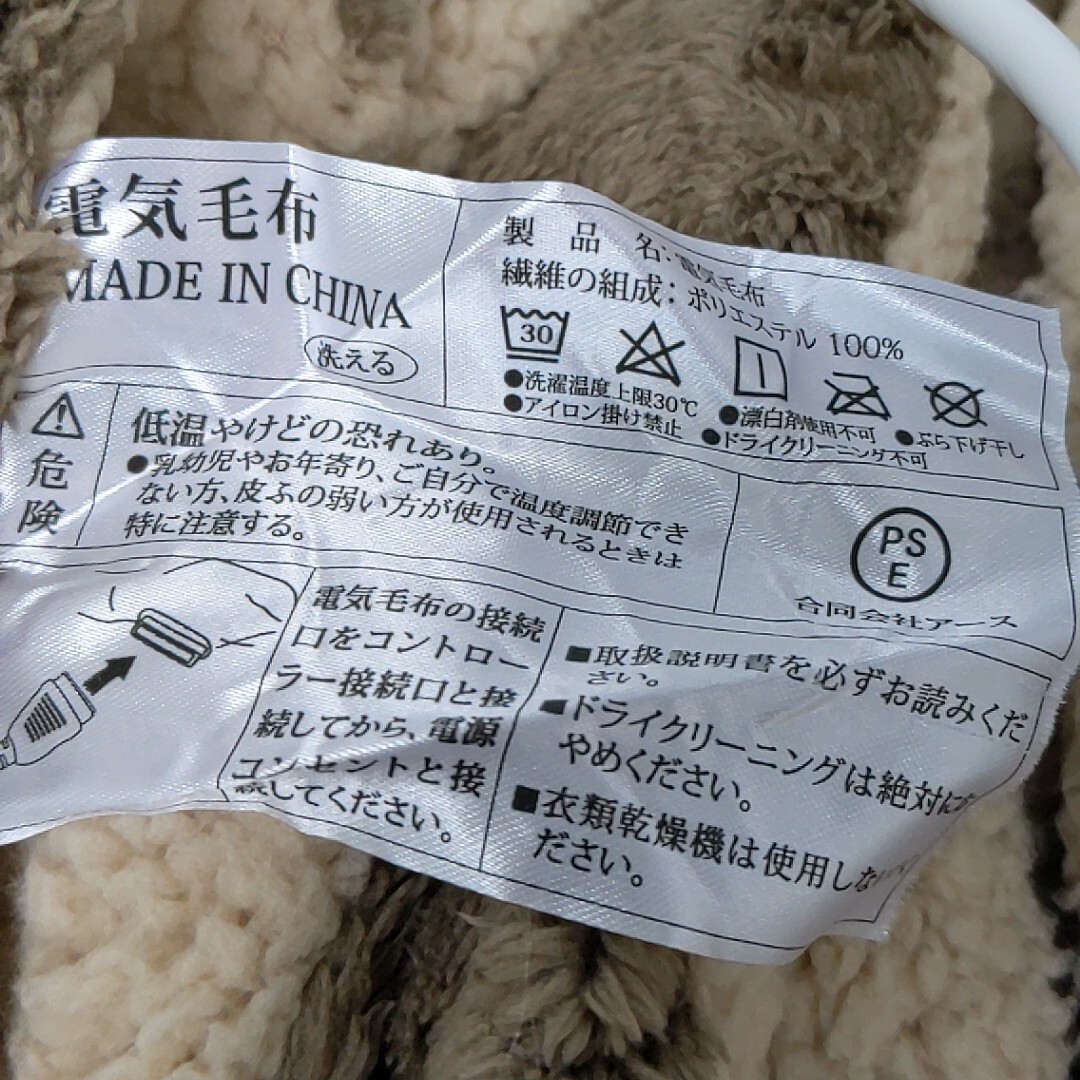 電気毛布
MADE IN CHINA
洗える
製品名:電気毛布
繊維の組成:ポリエステル 100%
30
●洗濯温度上限30℃
●漂白剤使用不可
●ぶら下げ干し
●アイロン掛け禁止
●ドライクリーニング不可
危険
低温やけどの恐れあり。
●乳幼児やお年寄り、ご自分で温度調節でき
ない方、皮ふの弱い方が使用されるときは
特に注意する。
PS
E
合同会社アース
電気毛布の接続
口をコントロー
ラー接続口と接
続してから、電源
コンセントと接
続してください。
■取扱説明書を必ずお読みくだ
さい。
■ドライクリーニングは絶対にお
やめください。
■衣類乾燥機は使用しないで
ださい。